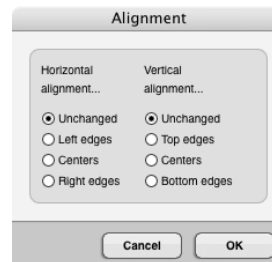 Alignment
Horizontal alignment...
Vertical alignment...
Unchanged
Left edges
Centers
Right edges
Unchanged
Top edges
Centers
Bottom edges
Cancel
OK